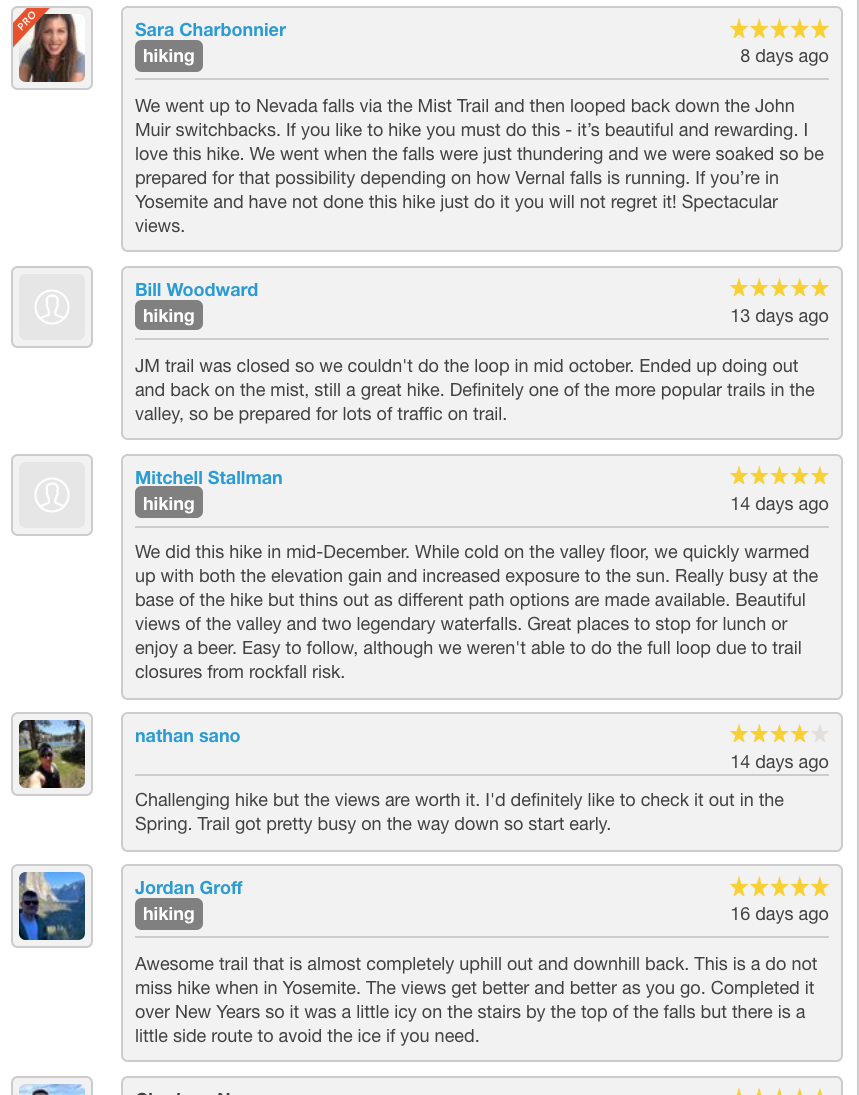 PRO
Sara Charbonnier
hiking
8 days ago
We went up to Nevada falls via the Mist Trail and then looped back down the John
Muir switchbacks. If you like to hike you must do this - it’s beautiful and rewarding. I
love this hike. We went when the falls were just thundering and we were soaked so be
prepared for that possibility depending on how Vernal falls is running. If you’re in
Yosemite and have not done this hike just do it you will not regret it! Spectacular
views.
Bill Woodward
hiking
13 days ago
JM trail was closed so we couldn't do the loop in mid october. Ended up doing out
and back on the mist, still a great hike. Definitely one of the more popular trails in the
valley, so be prepared for lots of traffic on trail.
Mitchell Stallman
hiking
14 days ago
We did this hike in mid-December. While cold on the valley floor, we quickly warmed
up with both the elevation gain and increased exposure to the sun. Really busy at the
base of the hike but thins out as different path options are made available. Beautiful
views of the valley and two legendary waterfalls. Great places to stop for lunch or
enjoy a beer. Easy to follow, although we weren't able to do the full loop due to trail
closures from rockfall risk.
nathan sano
14 days ago
Challenging hike but the views are worth it. I'd definitely like to check it out in the
Spring. Trail got pretty busy on the way down so start early.
Jordan Groff
hiking
16 days ago
Awesome trail that is almost completely uphill out and downhill back. This is a do not
miss hike when in Yosemite. The views get better and better as you go. Completed it
over New Years so it was a little icy on the stairs by the top of the falls but there is a
little side route to avoid the ice if you need.